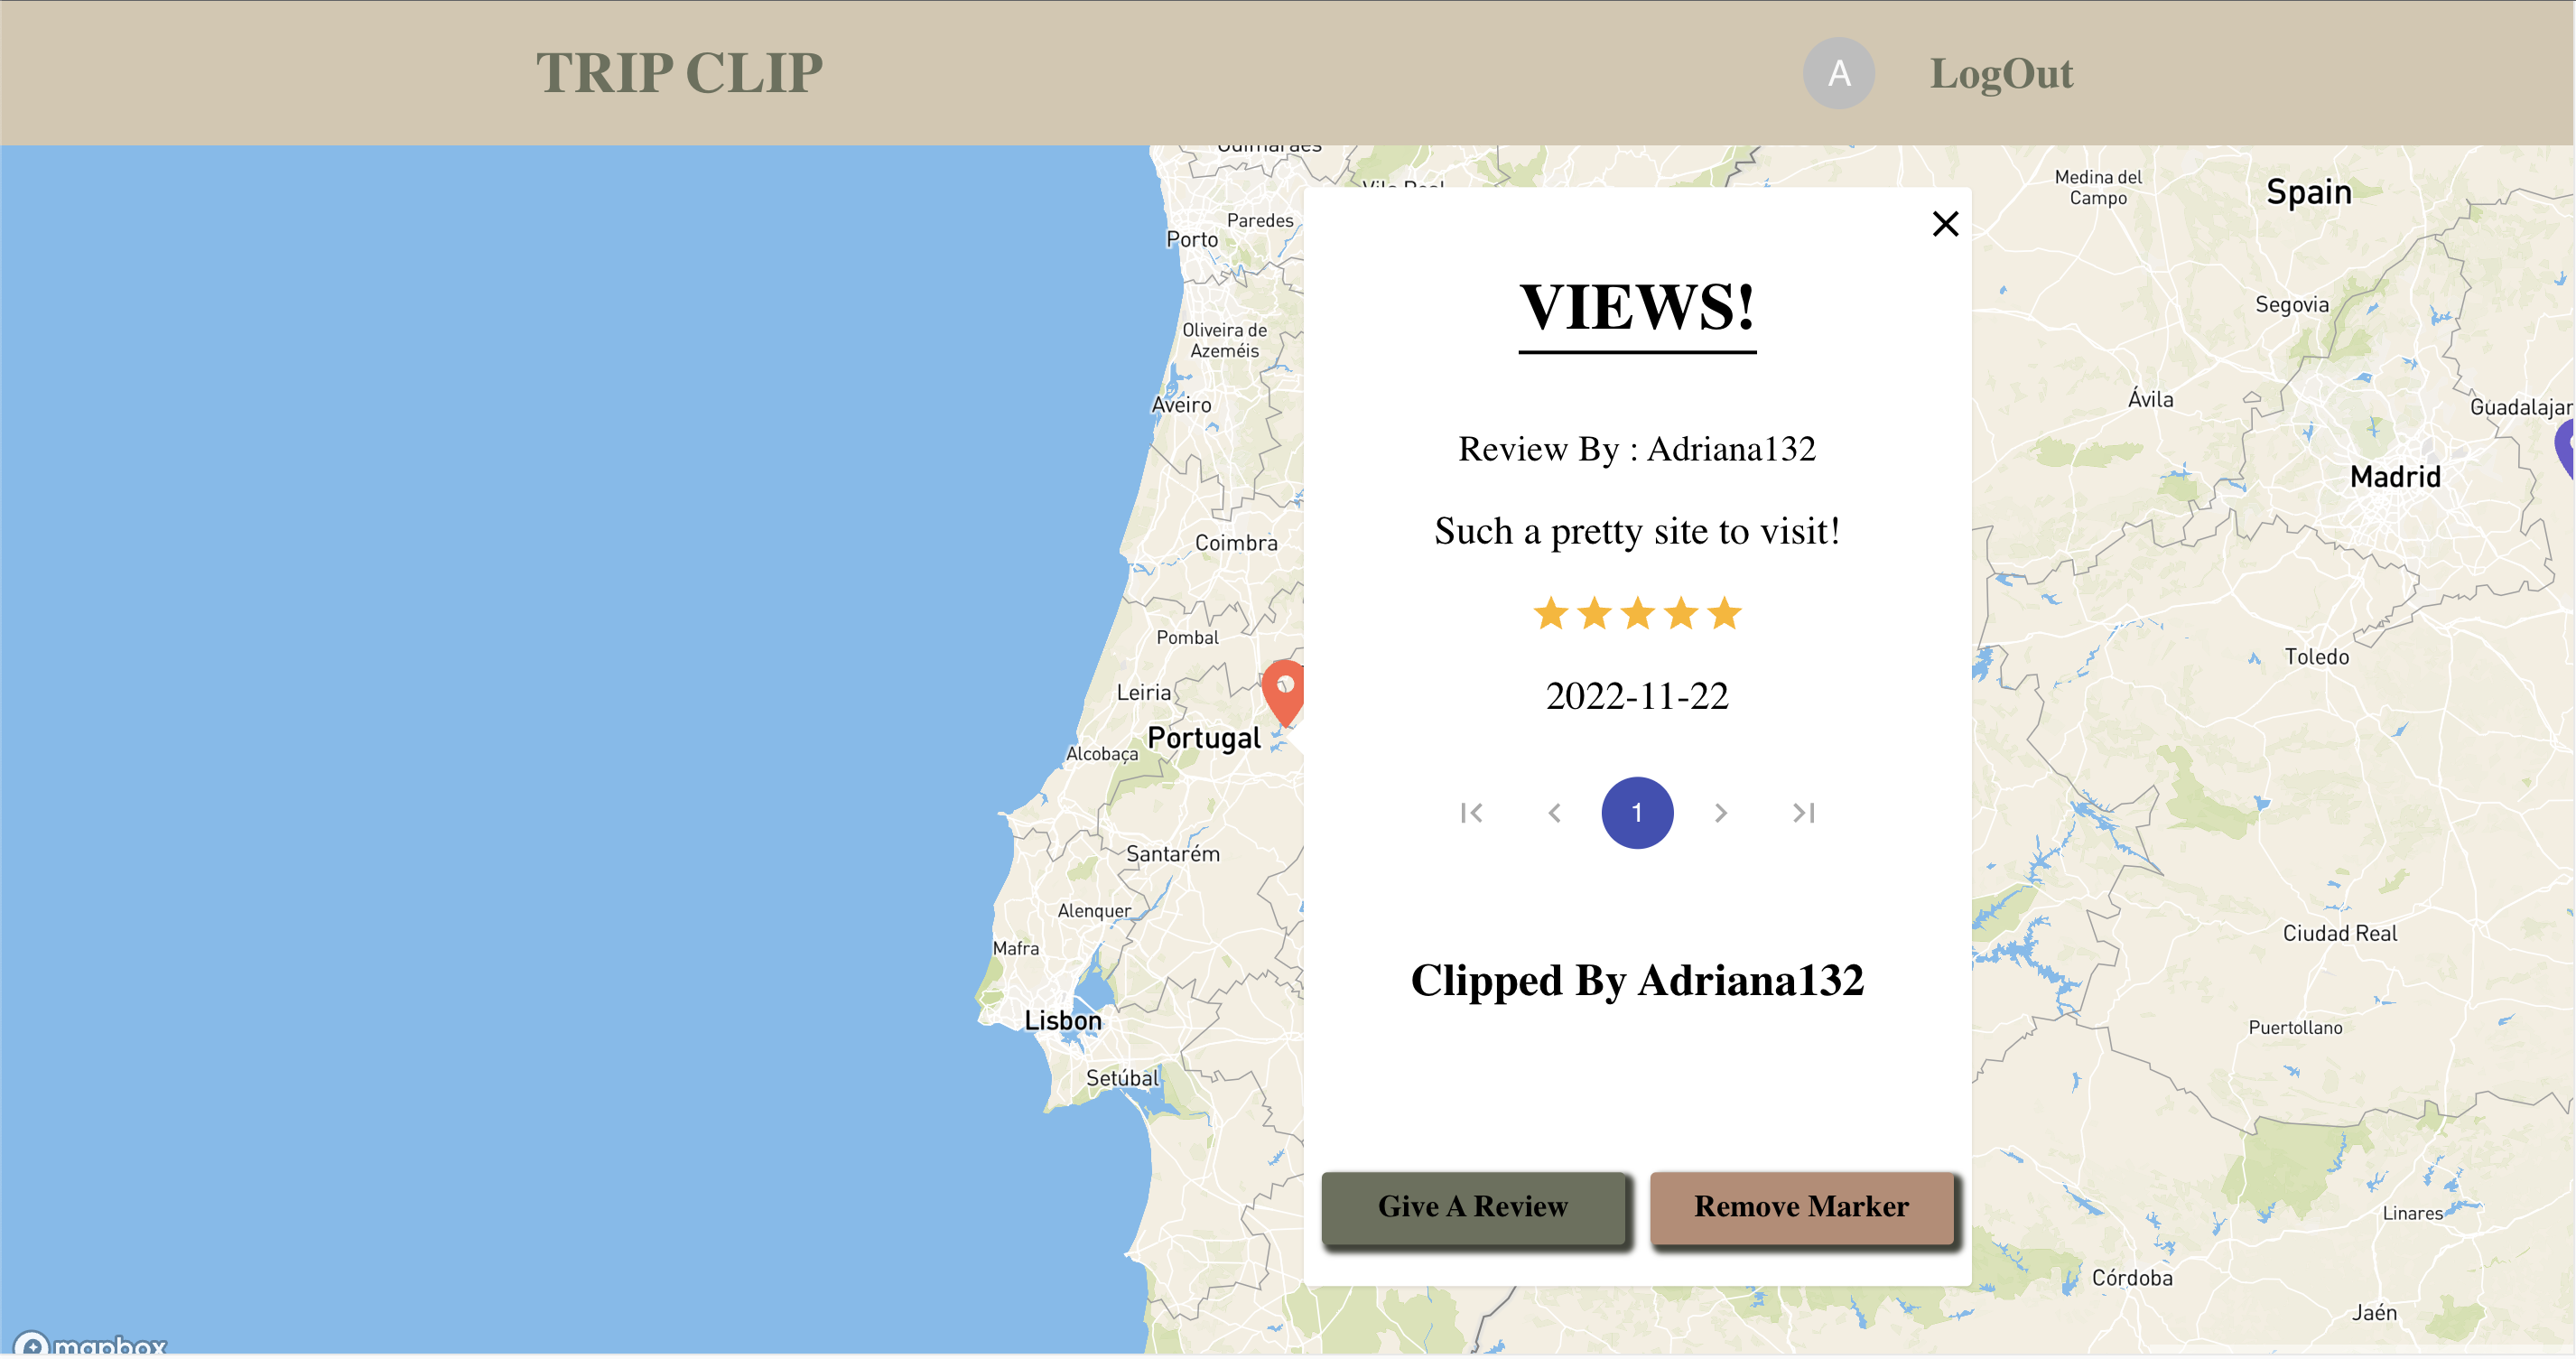 TRIP CLIP
A
LogOut
Guimarães
Vila Real
Medina del
Campo
Spain
Paredes
Porto
Segovia
Oliveira de
Azeméis
Ávila
Aveiro
Guadalajar
Madrid
Coimbra
Pombal
Toledo
Leiria
Portugal
Alcobaça
Santarém
Alenquer
Ciudad Real
Mafra
Lisbon
Puertollano
Setúbal
Linares
Córdoba
Jaén
mapbox
VIEWS!
Review By : Adriana132
Such a pretty site to visit!
2022-11-22
1
Clipped By Adriana132
Give A Review
Remove Marker